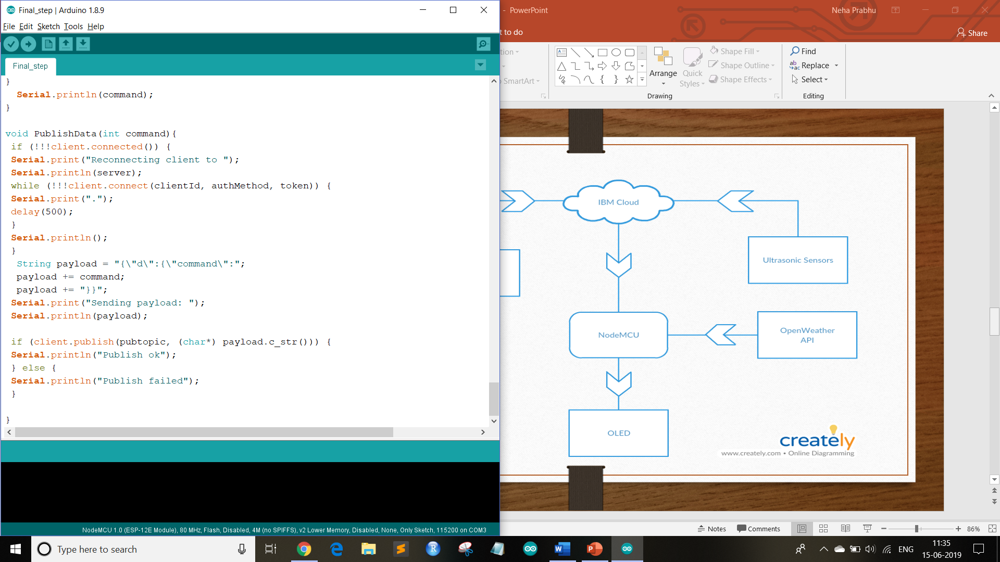 Final_step | Arduino 1.8.9
File Edit Sketch Tools Help
Final_step
}
Serial.println(command);
}
void PublishData(int command){
if (!!!client.connected()) {
Serial.print("Reconnecting client to ");
Serial.println(server);
while (!!!client.connect(clientId, authMethod, token)) {
Serial.print(".");
delay(500);
}
Serial.println();
}
String payload = "{\"d\":{\"command\":";
payload += command;
payload += "}}";
Serial.print("Sending payload: ");
Serial.println(payload);
if (client.publish(pubtopic, (char*) payload.c_str())) {
Serial.println("Publish ok");
} else {
Serial.println("Publish failed");
}
}
NodeMCU 1.0 (ESP-12E Module), 80 MHz, Flash, Disabled, 4M (no SPIFFS), v2 Lower Memory, Disabled, None, Only Sketch, 115200 on COM3
- PowerPoint
Neha Prabhu
t to do
Share
tion
SmartArt
Arrange
Quick Styles
Shape Fill
Shape Outline
Shape Effects
Drawing
Find
Replace
Select
Editing
IBM Cloud
Ultrasonic Sensors
NodeMCU
OpenWeather
API
OLED
creately
www.creately.com • Online Diagramming
Notes
Comments
86%
Type here to search
ENG
11:35
15-06-2019